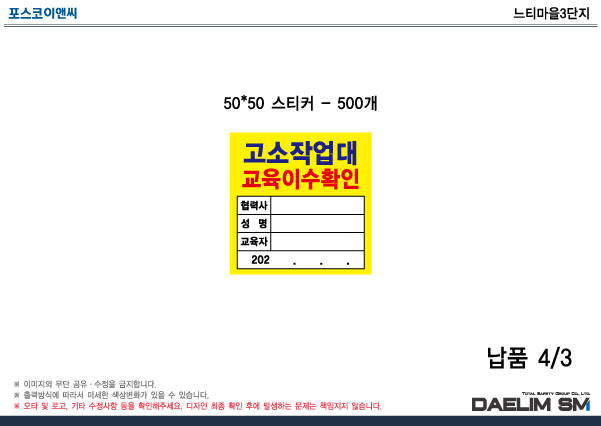 포스코이앤씨
느티마을3단지
50*50 스티커 - 500개
고소작업대
교육이수확인
협력사
성 명
교육자
202 . . .
납품 4/3
※ 이미지의 무단 공유·수정을 금지합니다.
※ 출력방식에 따라서 미세한 색상변화가 있을 수 있습니다.
※ 오타 및 로고, 기타 수정사항 등을 확인해주세요. 디자인 최종 확인 후에 발생하는 문제는 책임지지 않습니다.
TOTAL SAFETY GROUP CO., LTD.
DAELIM SM